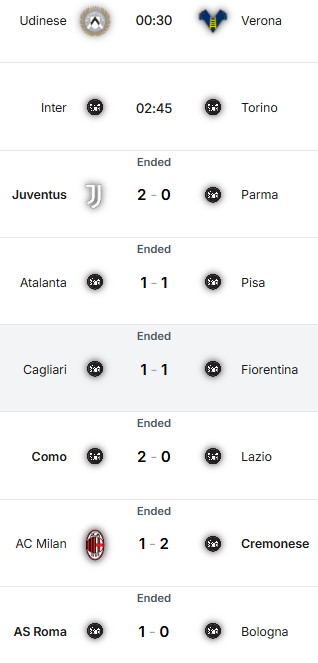 Udinese 00:30 Verona
Inter 02:45 Torino
Ended
Juventus 2 - 0 Parma
Ended
Atalanta 1 - 1 Pisa
Ended
Cagliari 1 - 1 Fiorentina
Ended
Como 2 - 0 Lazio
Ended
AC Milan 1 - 2 Cremonese
Ended
AS Roma 1 - 0 Bologna